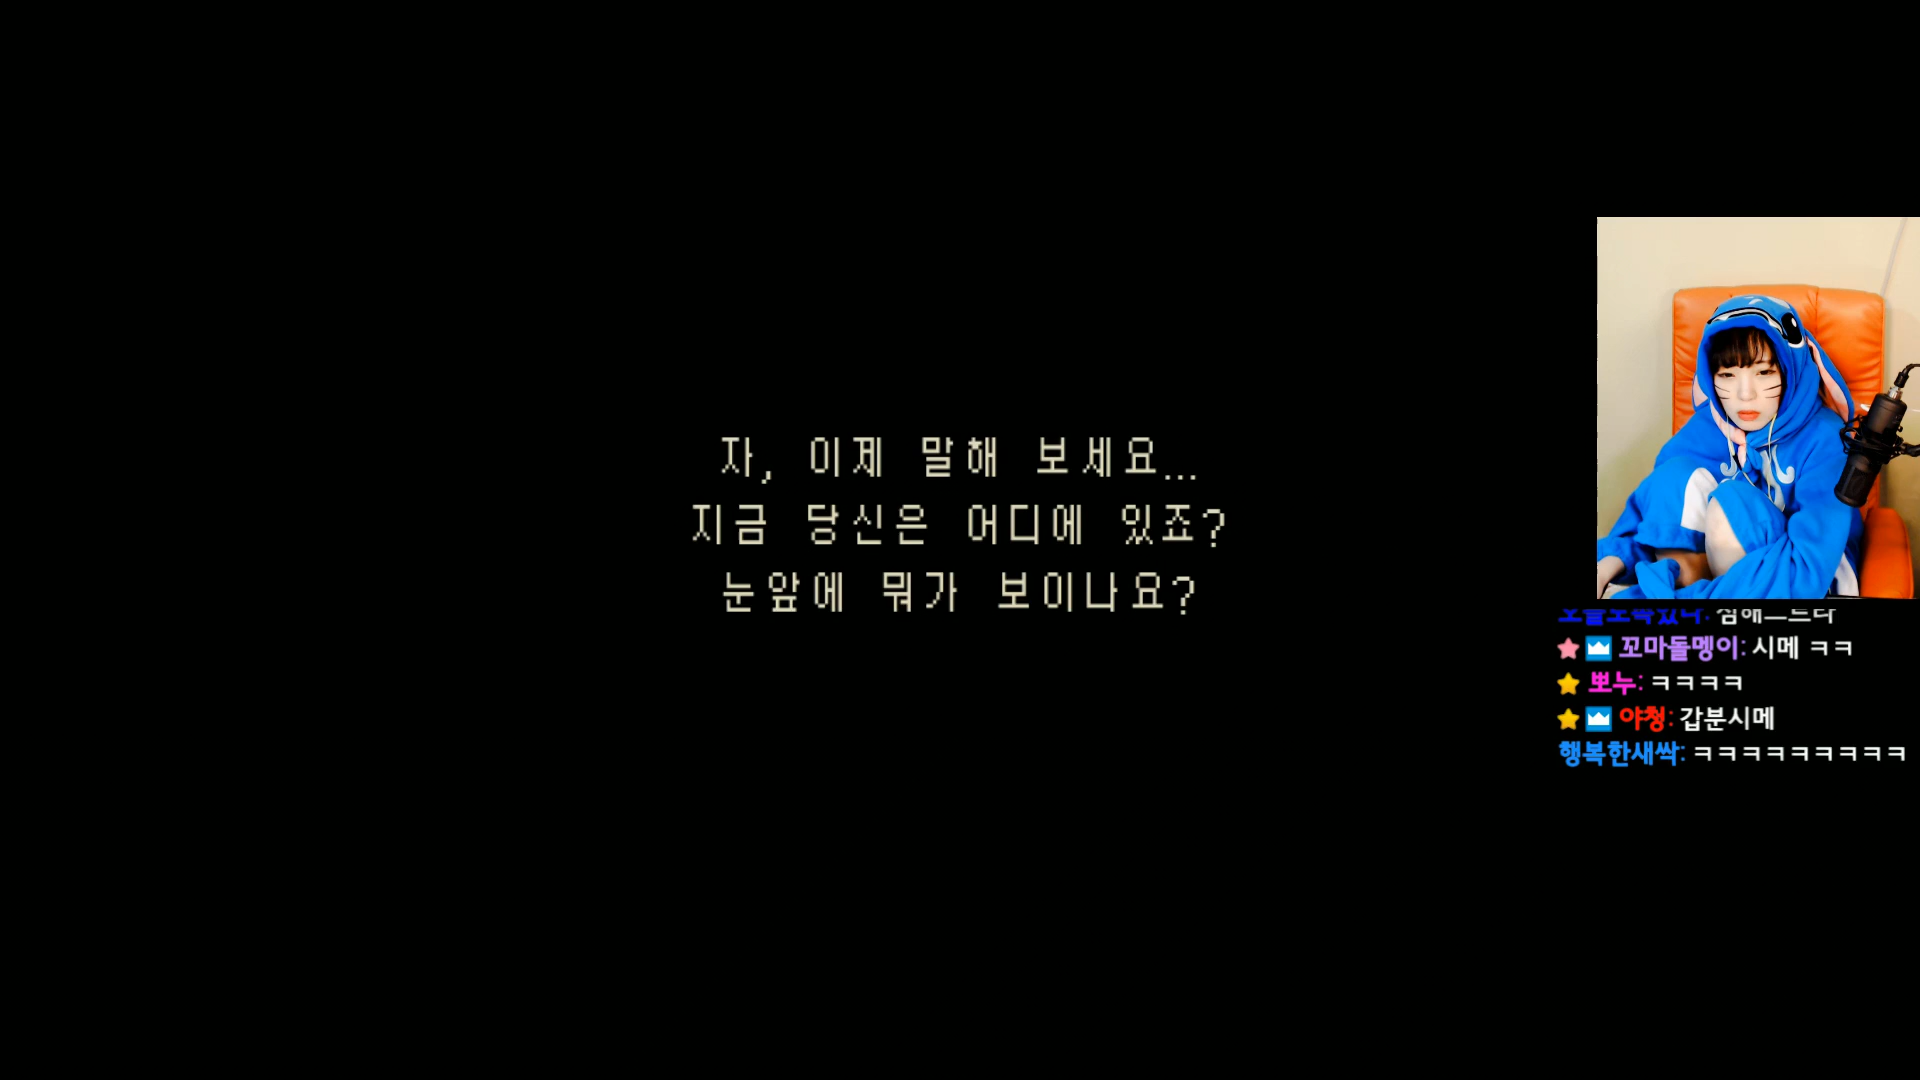 자, 이제 말해 보세요...
지금 당신은 어디에 있죠?
눈앞에 뭐가 보이나요?
꼬마돌멩이: 시메 ㅋㅋ
뽀누: ㅋㅋㅋㅋ
야청: 갑분시메
행복한새싹: ㅋㅋㅋㅋㅋㅋㅋㅋㅋ